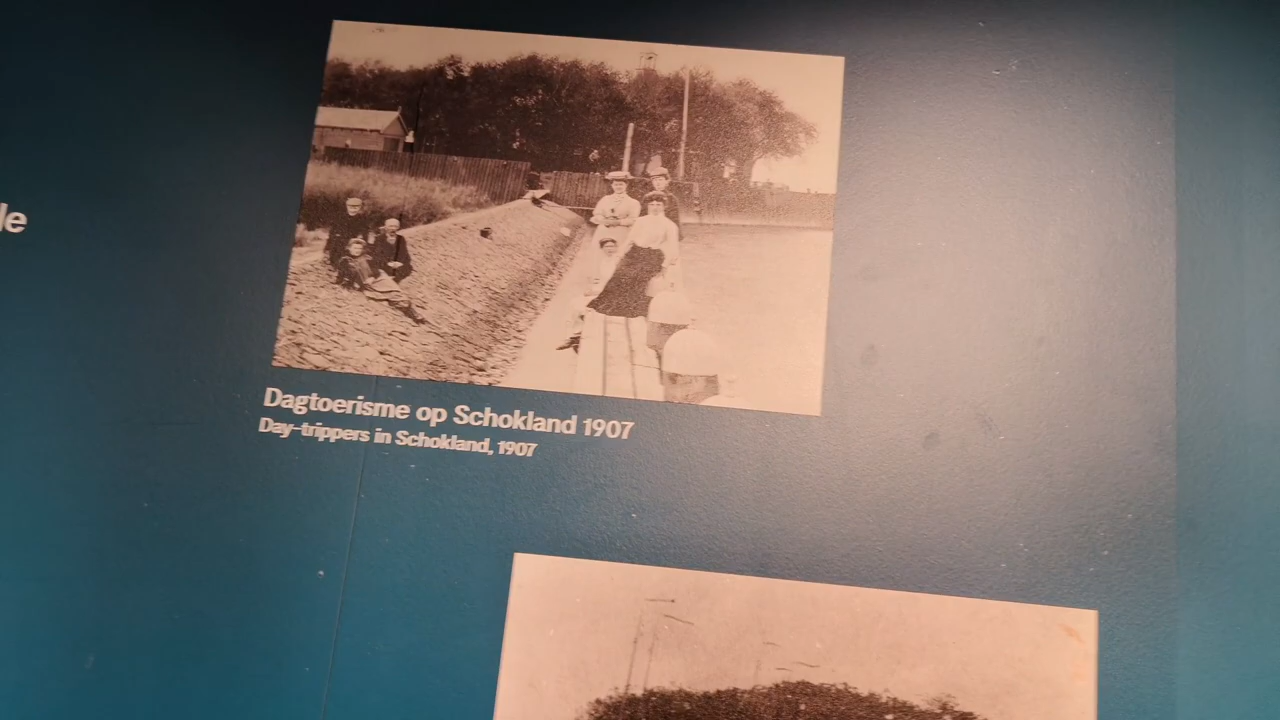 Dagtoerisme op Schokland 1907
Day-trippers in Schokland, 1907